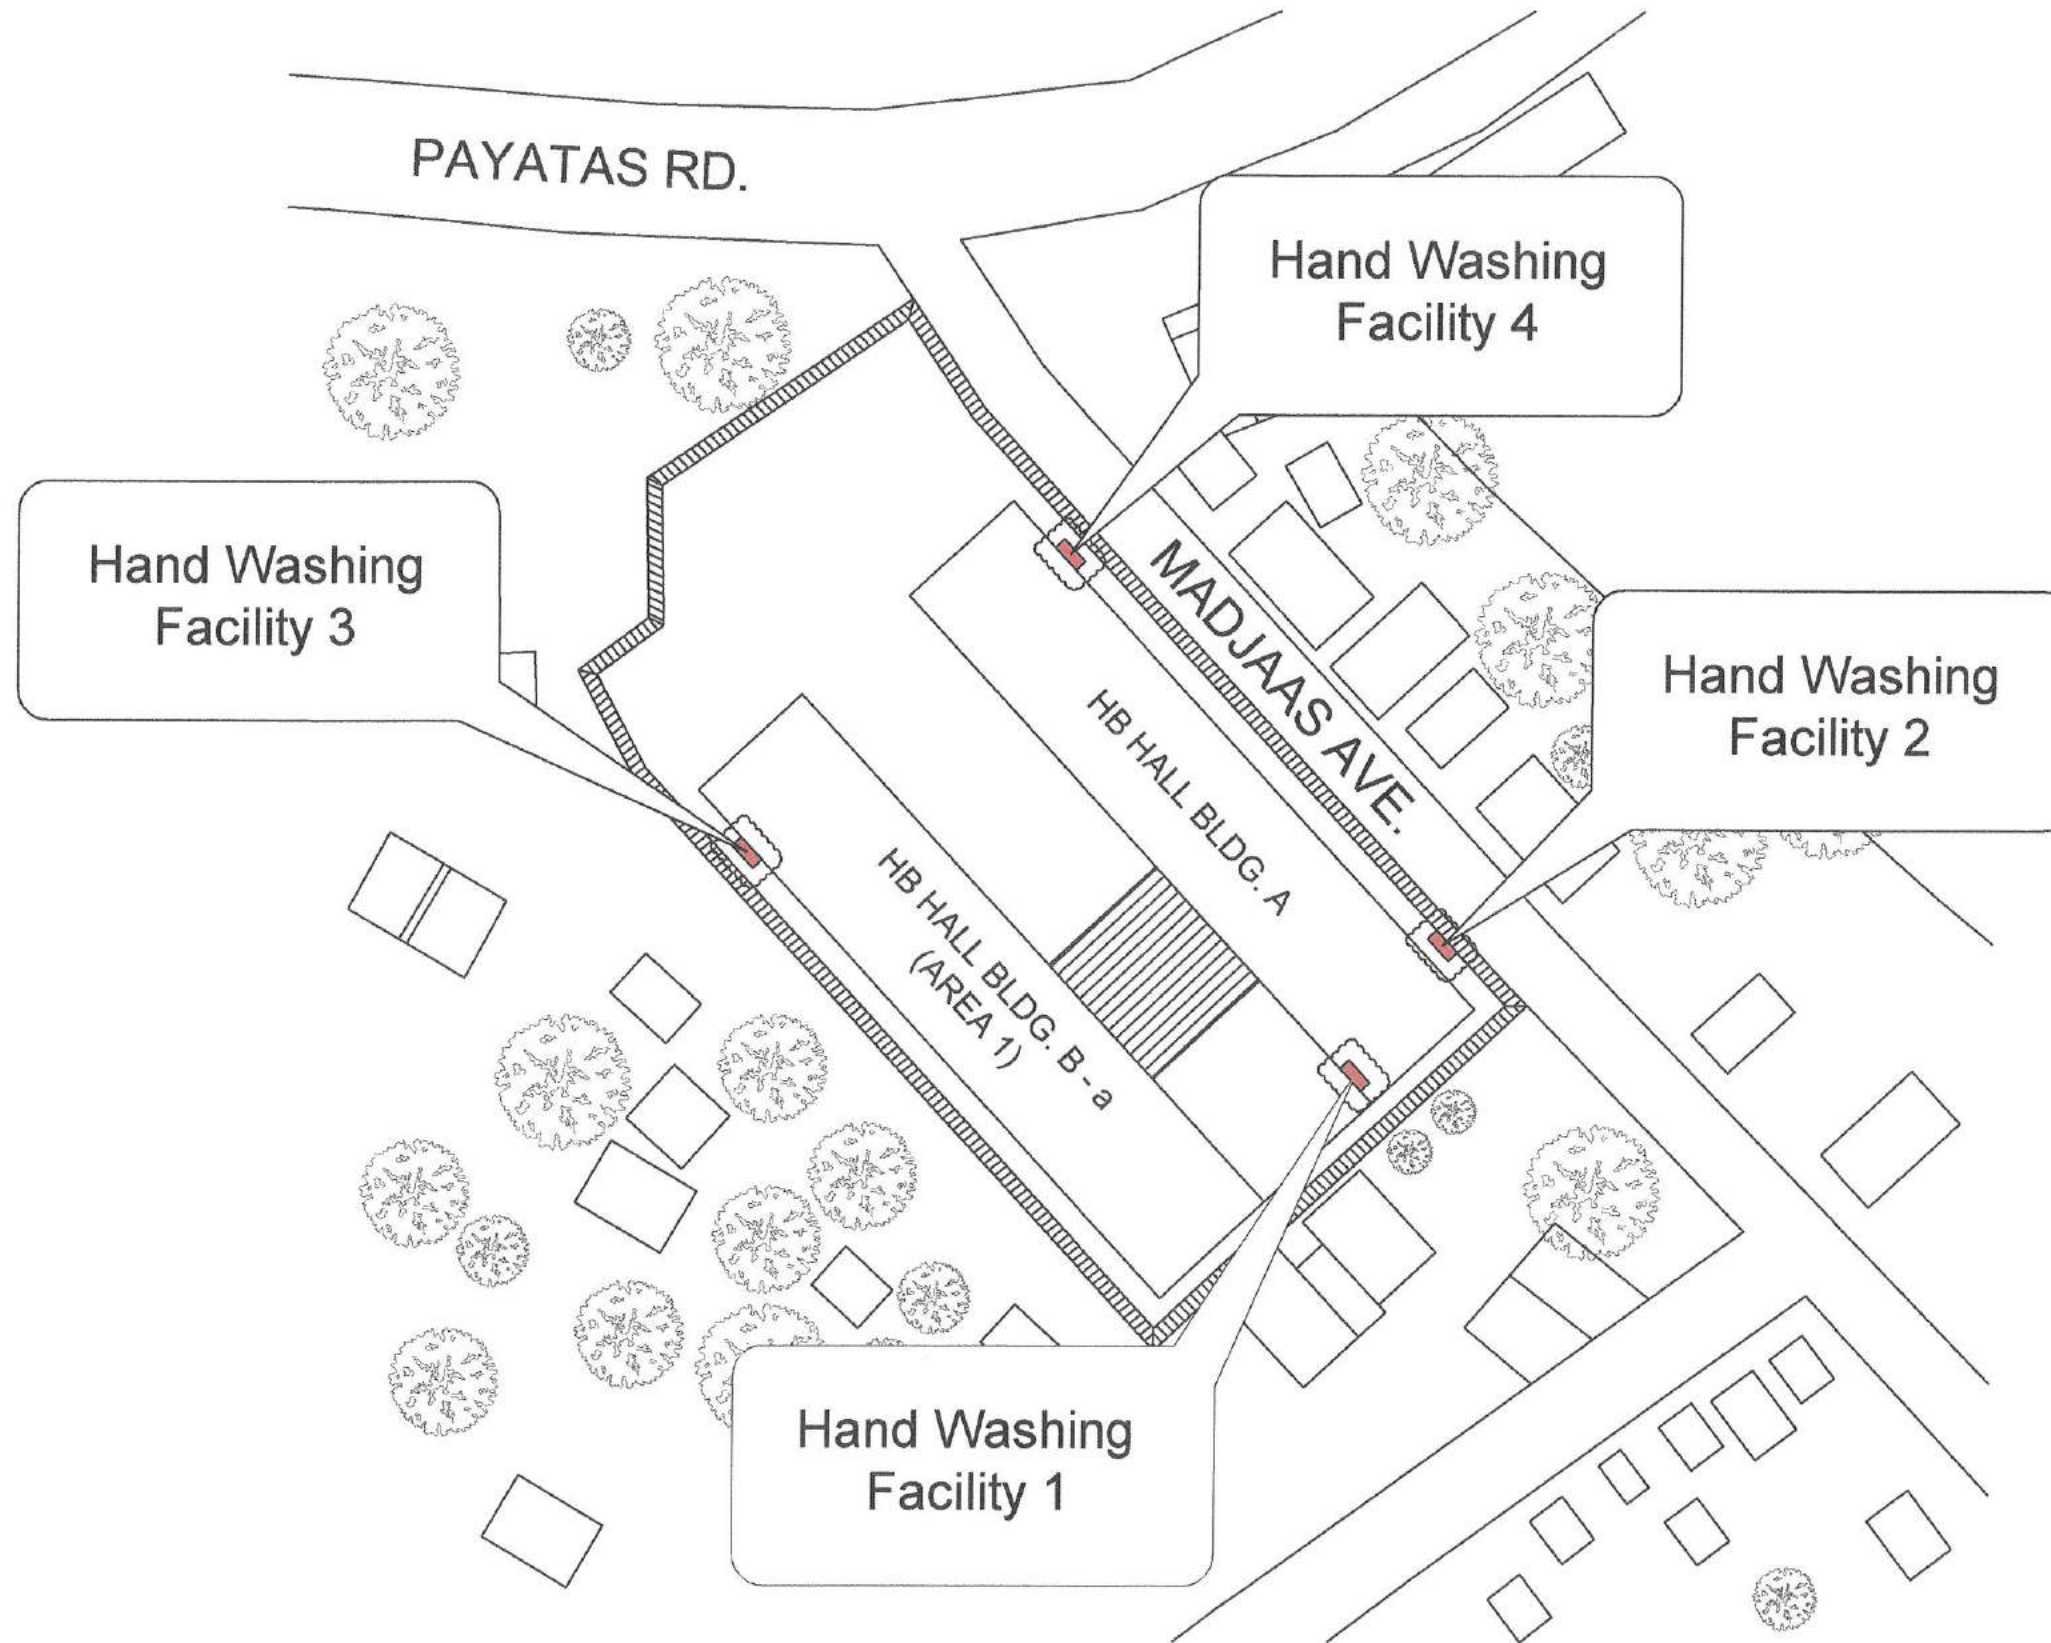 PAYATAS RD.
Hand Washing
Facility 4
Hand Washing
Facility 3
MADJAAS AVE.
Hand Washing
Facility 2
HB HALL BLDG. A
HB HALL BLDG. B - a
(AREA 1)
Hand Washing
Facility 1